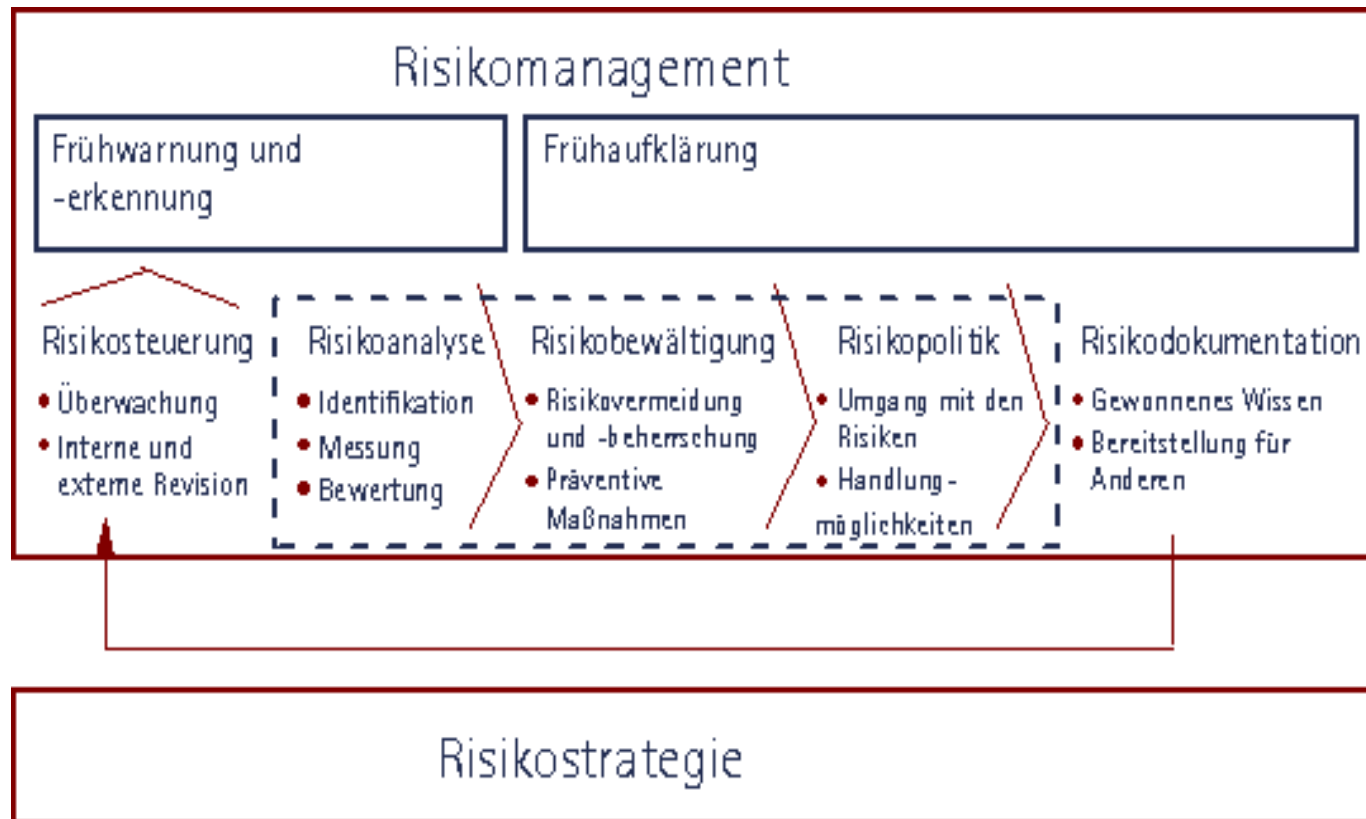 Risikomanagement
Frühwarnung und
-erkennung
Frühaufklärung
Risikosteuerung
• Überwachung
• Interne und
externe Revision
Risikoanalyse
• Identifikation
• Messung
• Bewertung
Risikobewältigung
• Risikovermeidung
und -beherrschung
• Präventive
Maßnahmen
Risikopolitik
• Umgang mit den
Risiken
• Handlung-
möglichkeiten
Risikodokumentation
• Gewonnenes Wissen
• Bereitstellung für
Anderen
Risikostrategie